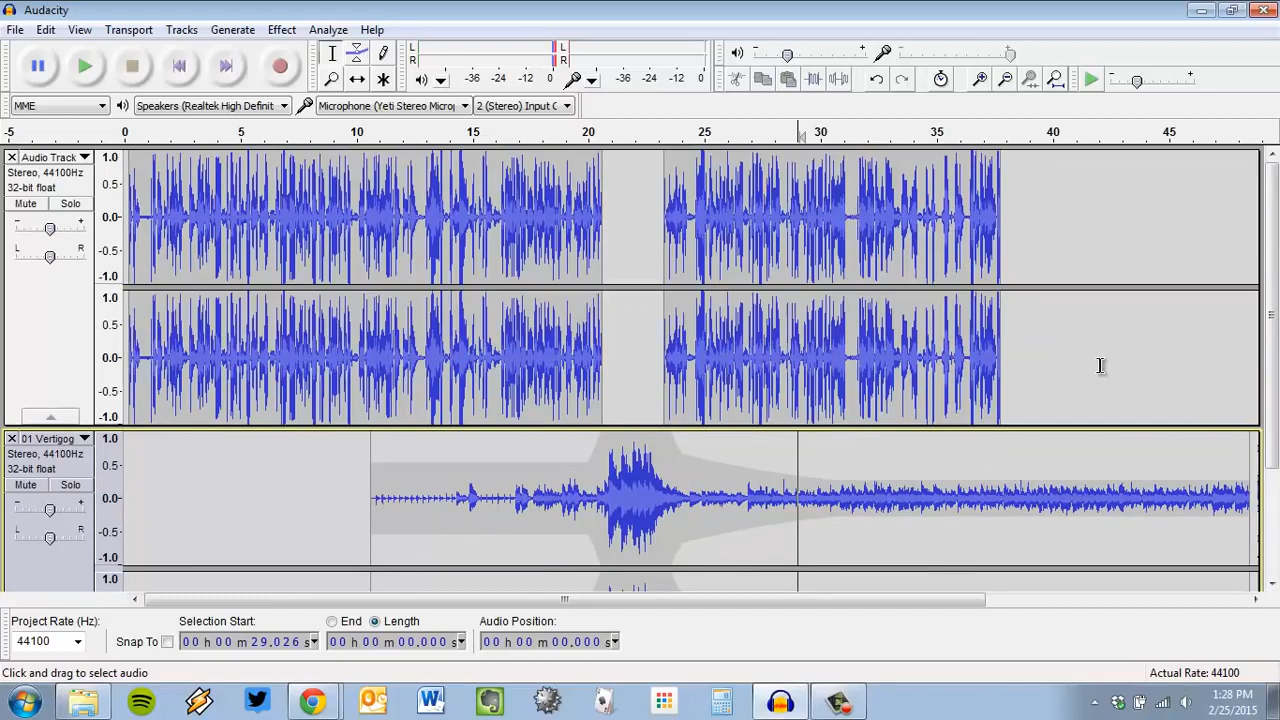 Audacity
File Edit View Transport Tracks Generate Effect Analyze Help
L R -36 -24 -12 0 L R -36 -24 -12 0
MME Speakers (Realtek High Definit Microphone (Yeti Stereo Microp 2 (Stereo) Input C
-5 0 5 10 15 20 25 30 35 40 45
Audio Track 1.0
Stereo, 44100Hz
32-bit float 0.5
Mute Solo
- + 0.0
L R -0.5
-1.0
1.0
0.5
0.0
-0.5
-1.0
01 Vertigog 1.0
Stereo, 44100Hz
32-bit float 0.5
Mute Solo
- + 0.0
L R -0.5
-1.0
1.0
Project Rate (Hz): Selection Start: End Length Audio Position:
44100 Snap To 00 h 00 m 29.026 s 00 h 00 m 00.000 s 00 h 00 m 00.000 s
Click and drag to select audio Actual Rate: 44100
1:28 PM
2/25/2015